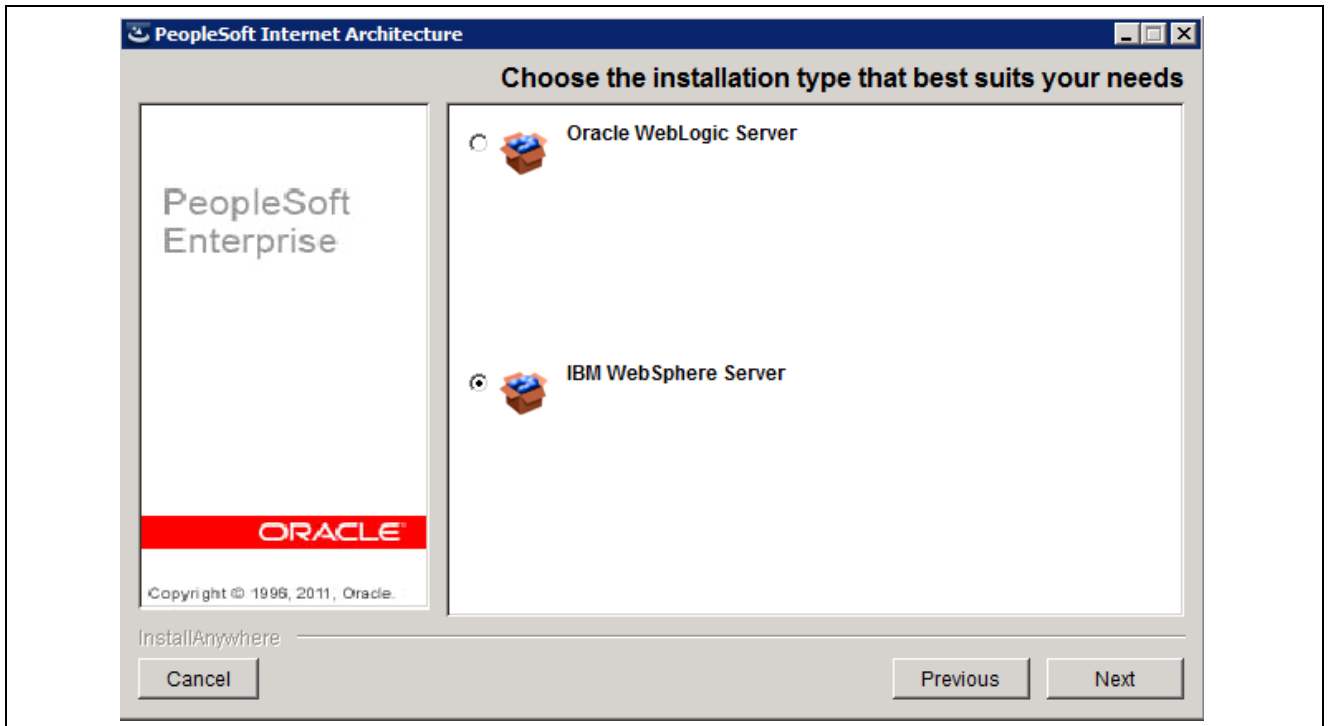 PeopleSoft Internet Architecture
Choose the installation type that best suits your needs
PeopleSoft
Enterprise
ORACLE
Copyright © 1996, 2011, Oracle.
Oracle WebLogic Server
IBM WebSphere Server
InstallAnywhere
Cancel
Previous
Next